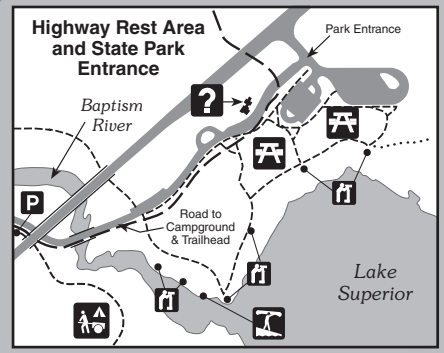 Highway Rest Area
and State Park
Entrance
Park Entrance
?
Baptism
River
P
Road to
Campground
& Trailhead
Lake
Superior